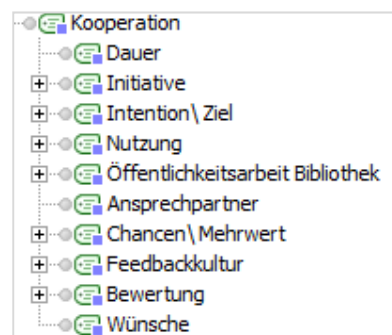 Kooperation
Dauer
Initiative
Intention\Ziel
Nutzung
Öffentlichkeitsarbeit Bibliothek
Ansprechpartner
Chancen\Mehrwert
Feedbackkultur
Bewertung
Wünsche